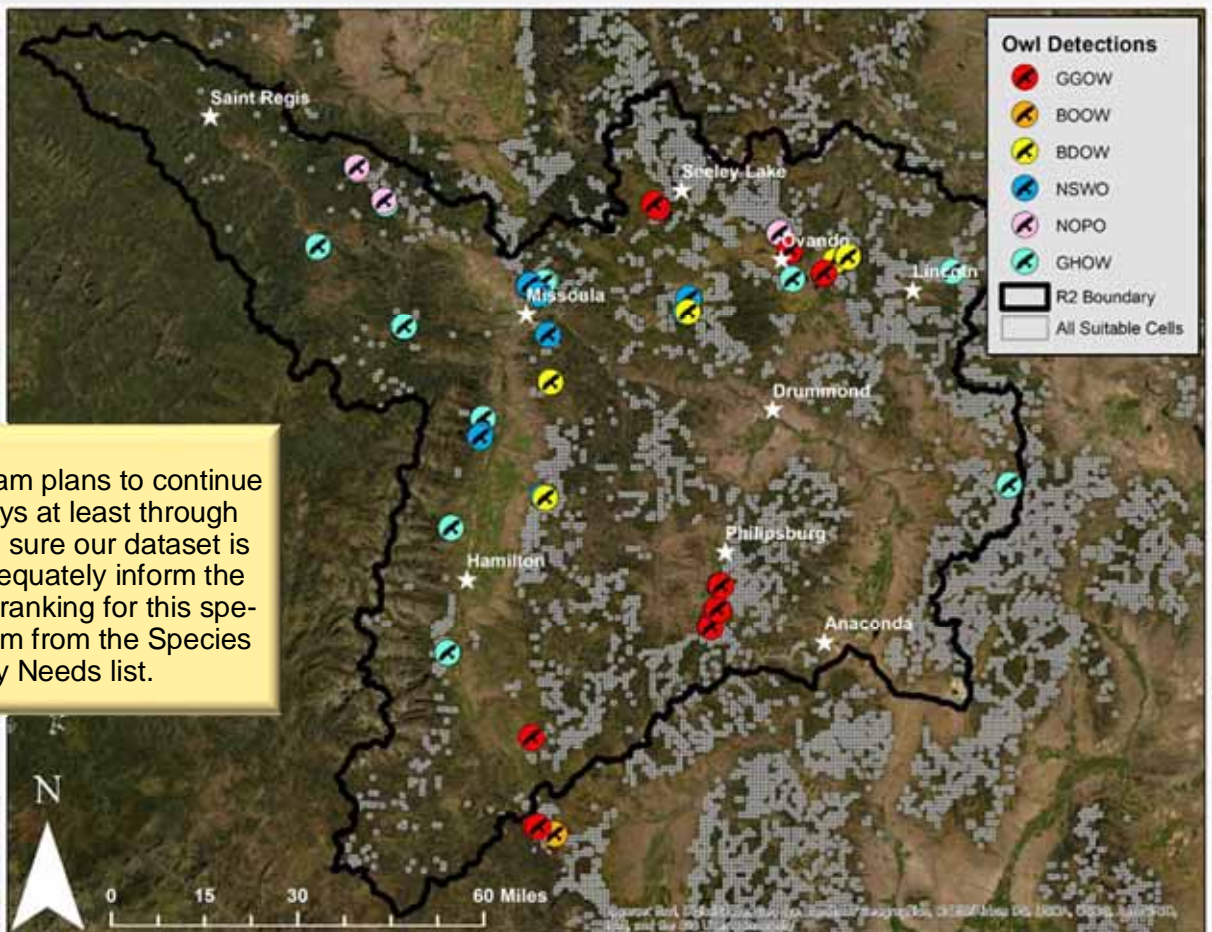 Owl Detections
GGOW
BOOW
BDOW
NSWO
NOPO
GHOW
R2 Boundary
All Suitable Cells
Saint Regis
Seeley Lake
Ovando
Lincoln
Missoula
Drummond
am plans to continue
ys at least through
sure our dataset is
equately inform the
ranking for this spe-
m from the Species
y Needs list.
Philipsburg
Hamilton
Anaconda
N
0 15 30 60 Miles